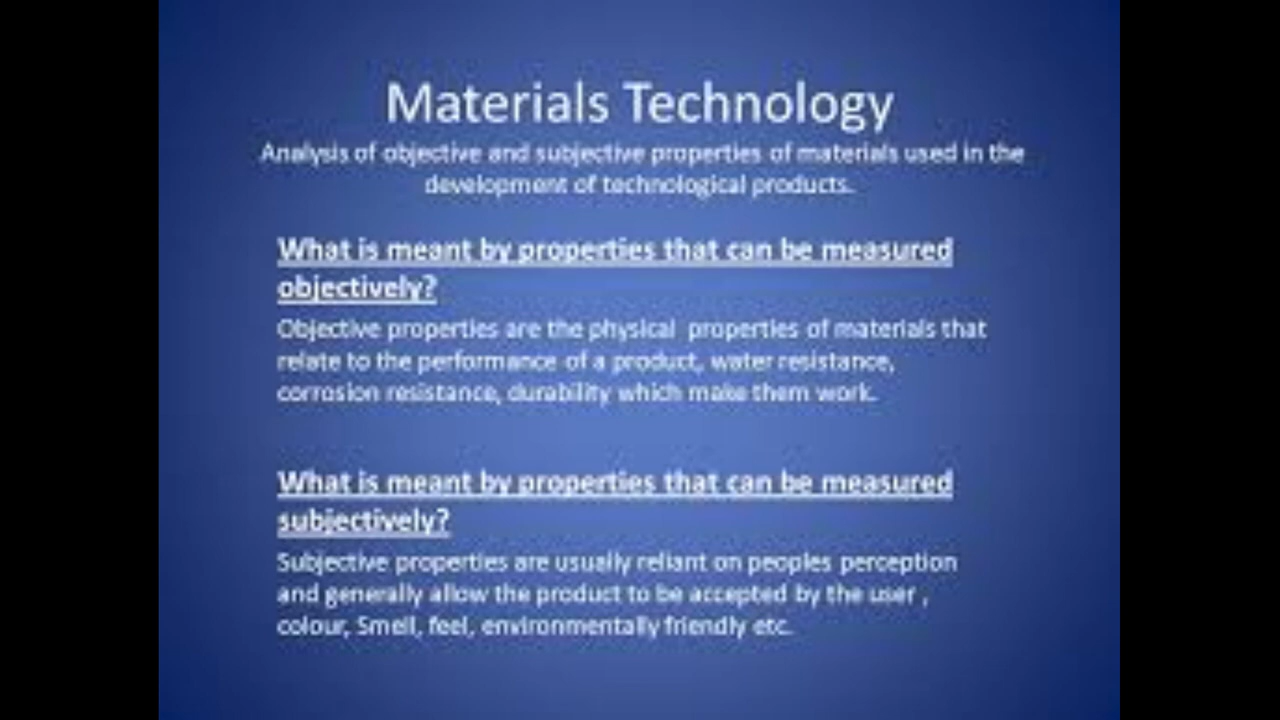 Materials Technology
Analysis of objective and subjective properties of materials used in the
development of technological products.
What is meant by properties that can be measured
objectively?
Objective properties are the physical properties of materials that
relate to the performance of a product, water resistance,
corrosion resistance, durability which make them work.
What is meant by properties that can be measured
subjectively?
Subjective properties are usually reliant on peoples perception
and generally allow the product to be accepted by the user ,
colour, Smell, feel, environmentally friendly etc.